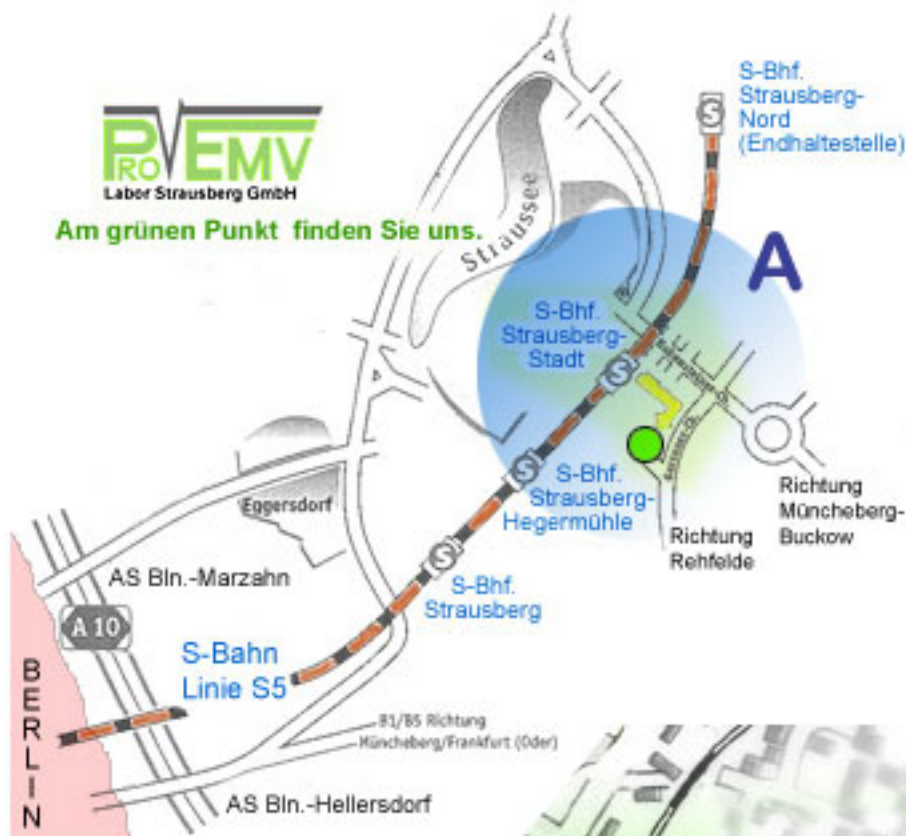 S-Bhf.
Strausberg-
Nord
(Endhaltestelle)
PRO EMV
Labor Strausberg GmbH
Am grünen Punkt finden Sie uns.
Straussee
A
S-Bhf.
Strausberg-
Stadt
S-Bhf.
Strausberg-
Hegermühle
Richtung
Müncheberg-
Buckow
Richtung
Rehfelde
Eggersdorf
AS Bln.-Marzahn
A 10
S-Bhf.
Strausberg
S-Bahn
Linie S5
BERLIN
B1/B5 Richtung
Müncheberg/Frankfurt (Oder)
AS Bln.-Hellersdorf
S
S
S
S